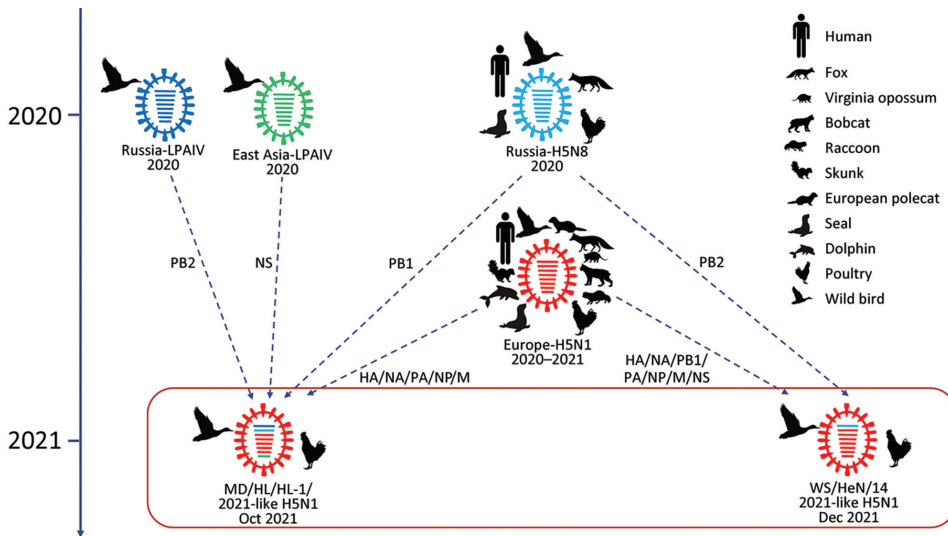 2020
Russia-LPAIV
2020
East Asia-LPAIV
2020
Russia-H5N8
2020
Human
Fox
Virginia opossum
Bobcat
Raccoon
Skunk
European polecat
Seal
Dolphin
Poultry
Wild bird
PB2
NS
PB1
PB2
Europe-H5N1
2020–2021
HA/NA/PA/NP/M
HA/NA/PB1/
PA/NP/M/NS
2021
MD/HL/HL-1/
2021-like H5N1
Oct 2021
WS/HeN/14
2021-like H5N1
Dec 2021